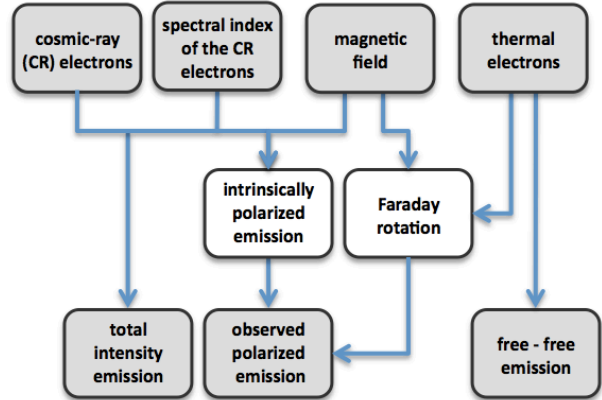 cosmic-ray
(CR) electrons
spectral index
of the CR
electrons
magnetic
field
thermal
electrons
intrinsically
polarized
emission
Faraday
rotation
total
intensity
emission
observed
polarized
emission
free - free
emission